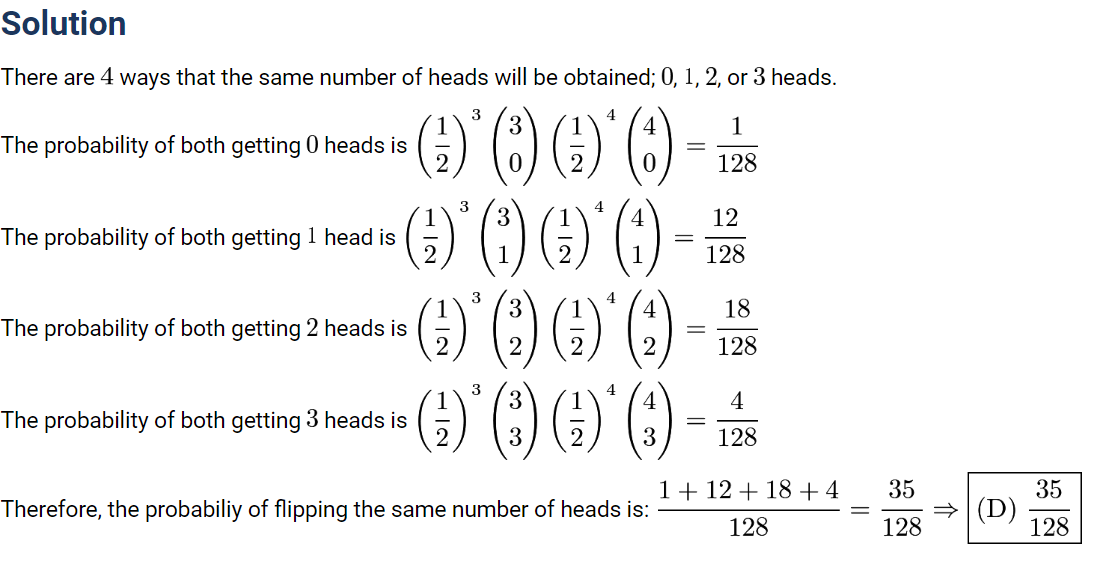 Solution
There are 4 ways that the same number of heads will be obtained; 0, 1, 2, or 3 heads.
The probability of both getting 0 heads is $\left(\frac{1}{2}\right)^3 \binom{3}{0} \left(\frac{1}{2}\right)^4 \binom{4}{0} = \frac{1}{128}$
The probability of both getting 1 head is $\left(\frac{1}{2}\right)^3 \binom{3}{1} \left(\frac{1}{2}\right)^4 \binom{4}{1} = \frac{12}{128}$
The probability of both getting 2 heads is $\left(\frac{1}{2}\right)^3 \binom{3}{2} \left(\frac{1}{2}\right)^4 \binom{4}{2} = \frac{18}{128}$
The probability of both getting 3 heads is $\left(\frac{1}{2}\right)^3 \binom{3}{3} \left(\frac{1}{2}\right)^4 \binom{4}{3} = \frac{4}{128}$
Therefore, the probabiliy of flipping the same number of heads is: $\frac{1+12+18+4}{128} = \frac{35}{128} \Rightarrow \boxed{(\text{D}) \frac{35}{128}}$